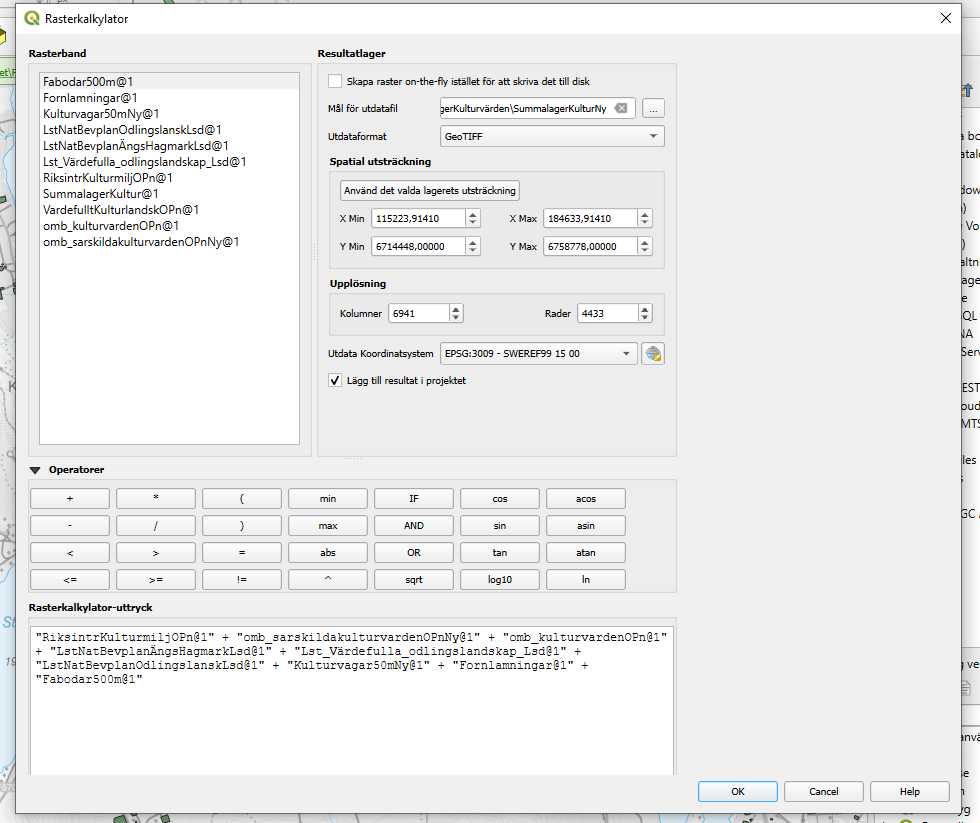 Rasterkalkylator
Rasterband
Fabodar500m@1
Fornlamningar@1
Kulturvagar50mNy@1
LstNatBevplanOdlingslanskLsd@1
LstNatBevplanÄngsHagmarkLsd@1
Lst_Värdefulla_odlingslandskap_Lsd@1
RiksintrKulturmiljOPn@1
SummalagerKultur@1
VardefulltKulturlandskOPn@1
omb_kulturvardenOPn@1
omb_sarskildakulturvardenOPnNy@1
Resultatlager
Skapa raster on-the-fly istället för att skriva det till disk
Mål för utdatafil
gerKulturvärden\SummalagerKulturNy
...
Utdataformat
GeoTIFF
Spatial utsträckning
Använd det valda lagerets utsträckning
X Min 115223,91410 X Max 184633,91410
Y Min 6714448,00000 Y Max 6758778,00000
Upplösning
Kolumner 6941 Rader 4433
Utdata Koordinatsystem EPSG:3009 - SWEREF99 15 00
Lägg till resultat i projektet
Operatorer
+ * ( min IF cos acos
- / ) max AND sin asin
< > = abs OR tan atan
<= >= != ^ sqrt log10 ln
Rasterkalkylator-uttryck
"RiksintrKulturmiljOPn@1" + "omb_sarskildakulturvardenOPnNy@1" + "omb_kulturvardenOPn@1"
+ "LstNatBevplanÄngsHagmarkLsd@1" + "Lst_Värdefulla_odlingslandskap_Lsd@1" +
"LstNatBevplanOdlingslanskLsd@1" + "Kulturvagar50mNy@1" + "Fornlamningar@1" +
"Fabodar500m@1"
OK Cancel Help